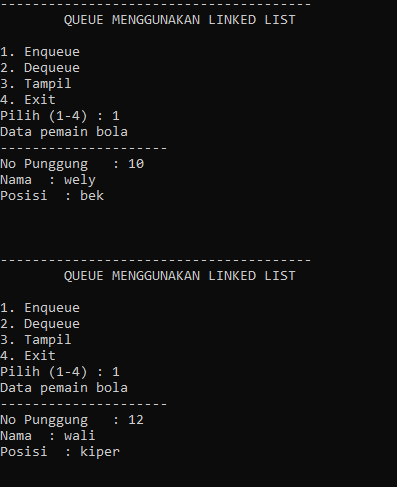 ---------------------------------------
QUEUE MENGGUNAKAN LINKED LIST
1. Enqueue
2. Dequeue
3. Tampil
4. Exit
Pilih (1-4) : 1
Data pemain bola
---------------------
No Punggung   : 10
Nama  : wely
Posisi  : bek
---------------------------------------
QUEUE MENGGUNAKAN LINKED LIST
1. Enqueue
2. Dequeue
3. Tampil
4. Exit
Pilih (1-4) : 1
Data pemain bola
---------------------
No Punggung   : 12
Nama  : wali
Posisi  : kiper